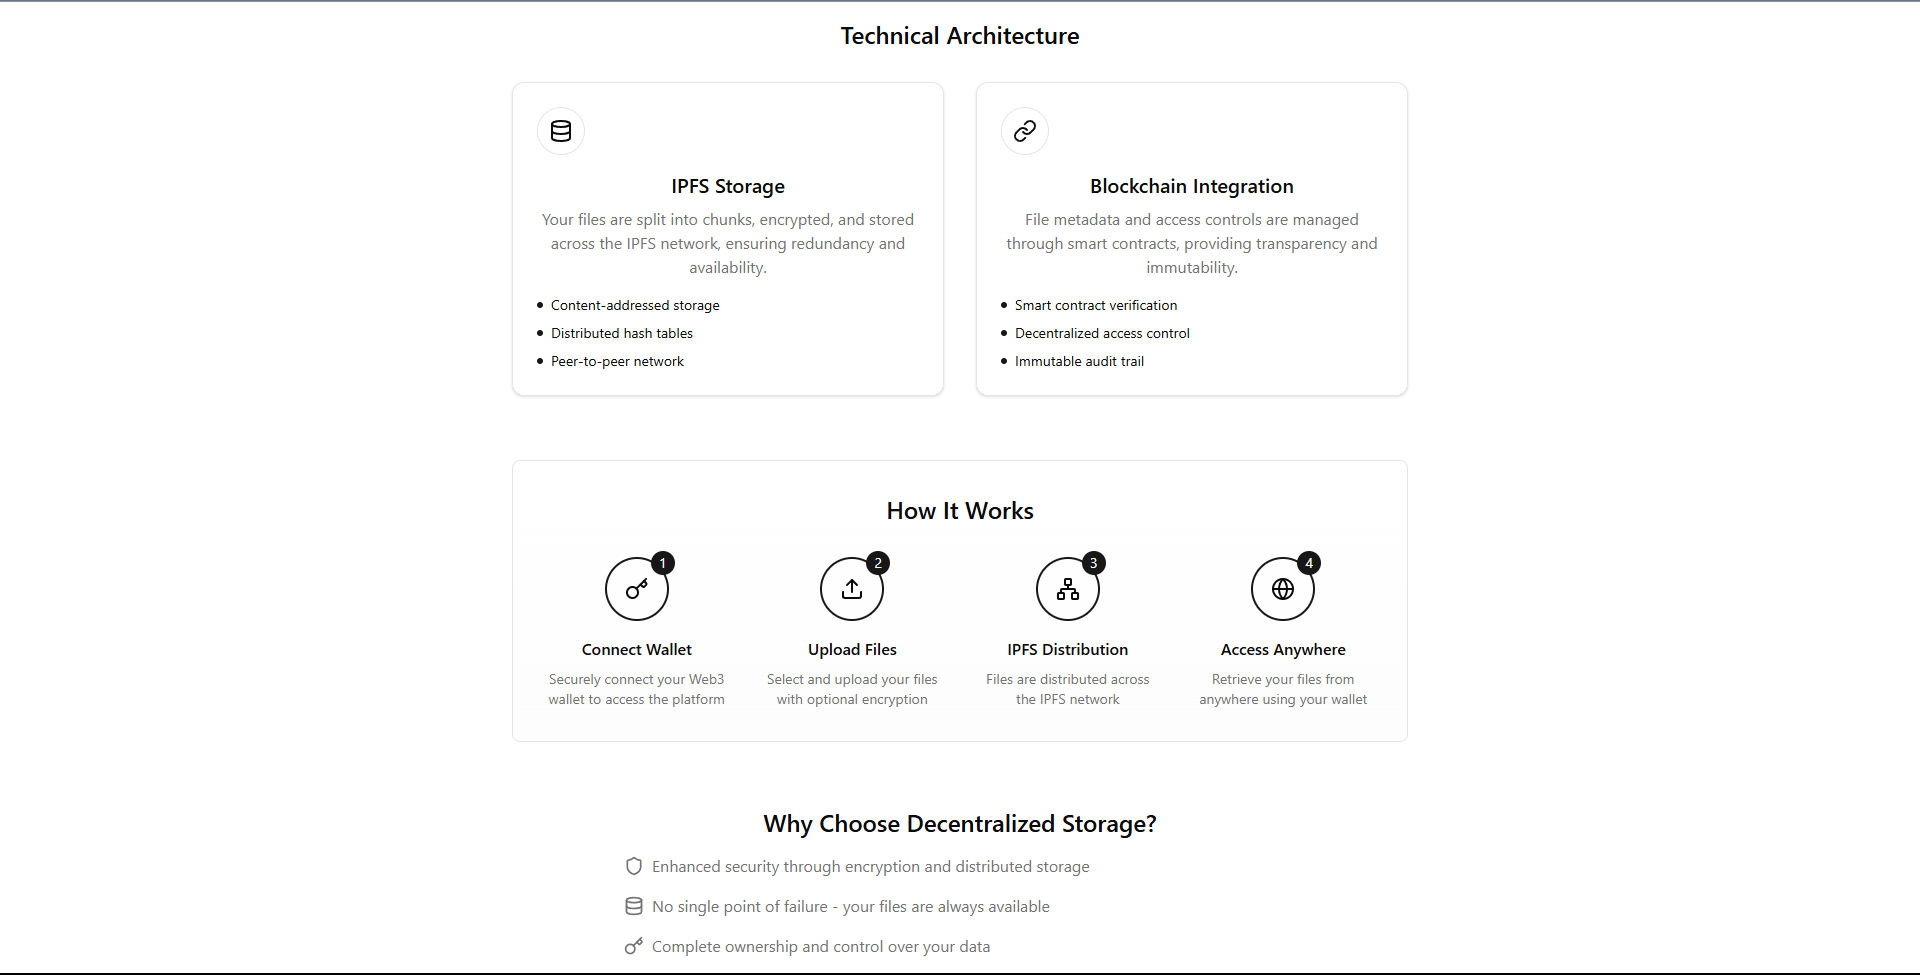 Technical Architecture
IPFS Storage
Your files are split into chunks, encrypted, and stored
across the IPFS network, ensuring redundancy and
availability.
Content-addressed storage
Distributed hash tables
Peer-to-peer network
Blockchain Integration
File metadata and access controls are managed
through smart contracts, providing transparency and
immutability.
Smart contract verification
Decentralized access control
Immutable audit trail
How It Works
1
Connect Wallet
Securely connect your Web3
wallet to access the platform
2
Upload Files
Select and upload your files
with optional encryption
3
IPFS Distribution
Files are distributed across
the IPFS network
4
Access Anywhere
Retrieve your files from
anywhere using your wallet
Why Choose Decentralized Storage?
Enhanced security through encryption and distributed storage
No single point of failure - your files are always available
Complete ownership and control over your data